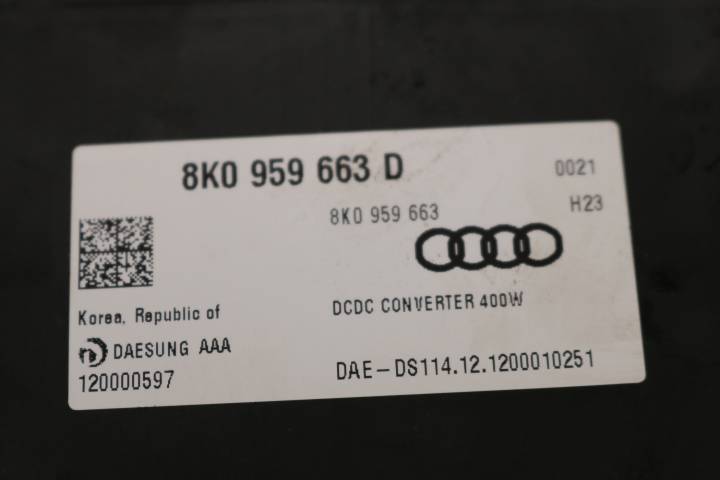 8K0 959 663 D
0021
8K0 959 663
H23
DCDC CONVERTER 400W
Korea. Republic of
DAESUNG AAA
120000597
DAE-DS114.12.1200010251